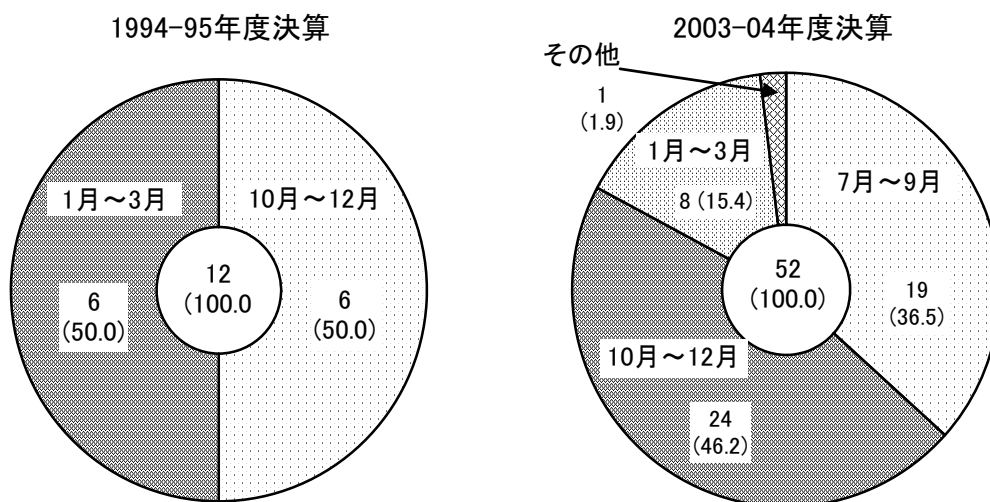 1994-95年度決算
1月～3月
10月～12月
12
(100.0
6
(50.0)
6
(50.0)
2003-04年度決算
その他
1
(1.9)
1月～3月
8(15.4)
7月～9月
52
(100.0)
19
(36.5)
10月～12月
24
(46.2)